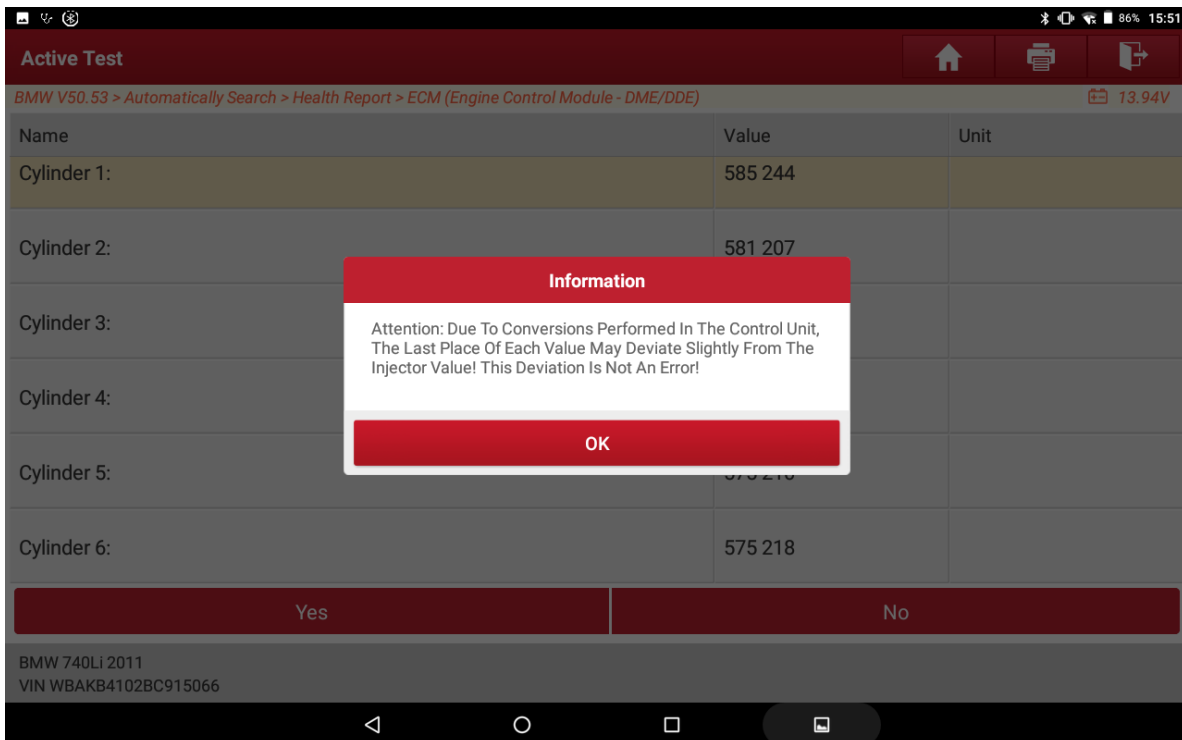 86% 15:51
Active Test
BMW V50.53 > Automatically Search > Health Report > ECM (Engine Control Module - DME/DDE) 13.94V
Name Value Unit
Cylinder 1: 585 244
Cylinder 2: 581 207
Information
Cylinder 3:
Attention: Due To Conversions Performed In The Control Unit,
The Last Place Of Each Value May Deviate Slightly From The
Injector Value! This Deviation Is Not An Error!
Cylinder 4:
OK
Cylinder 5:
Cylinder 6: 575 218
Yes No
BMW 740Li 2011
VIN WBAKB4102BC915066